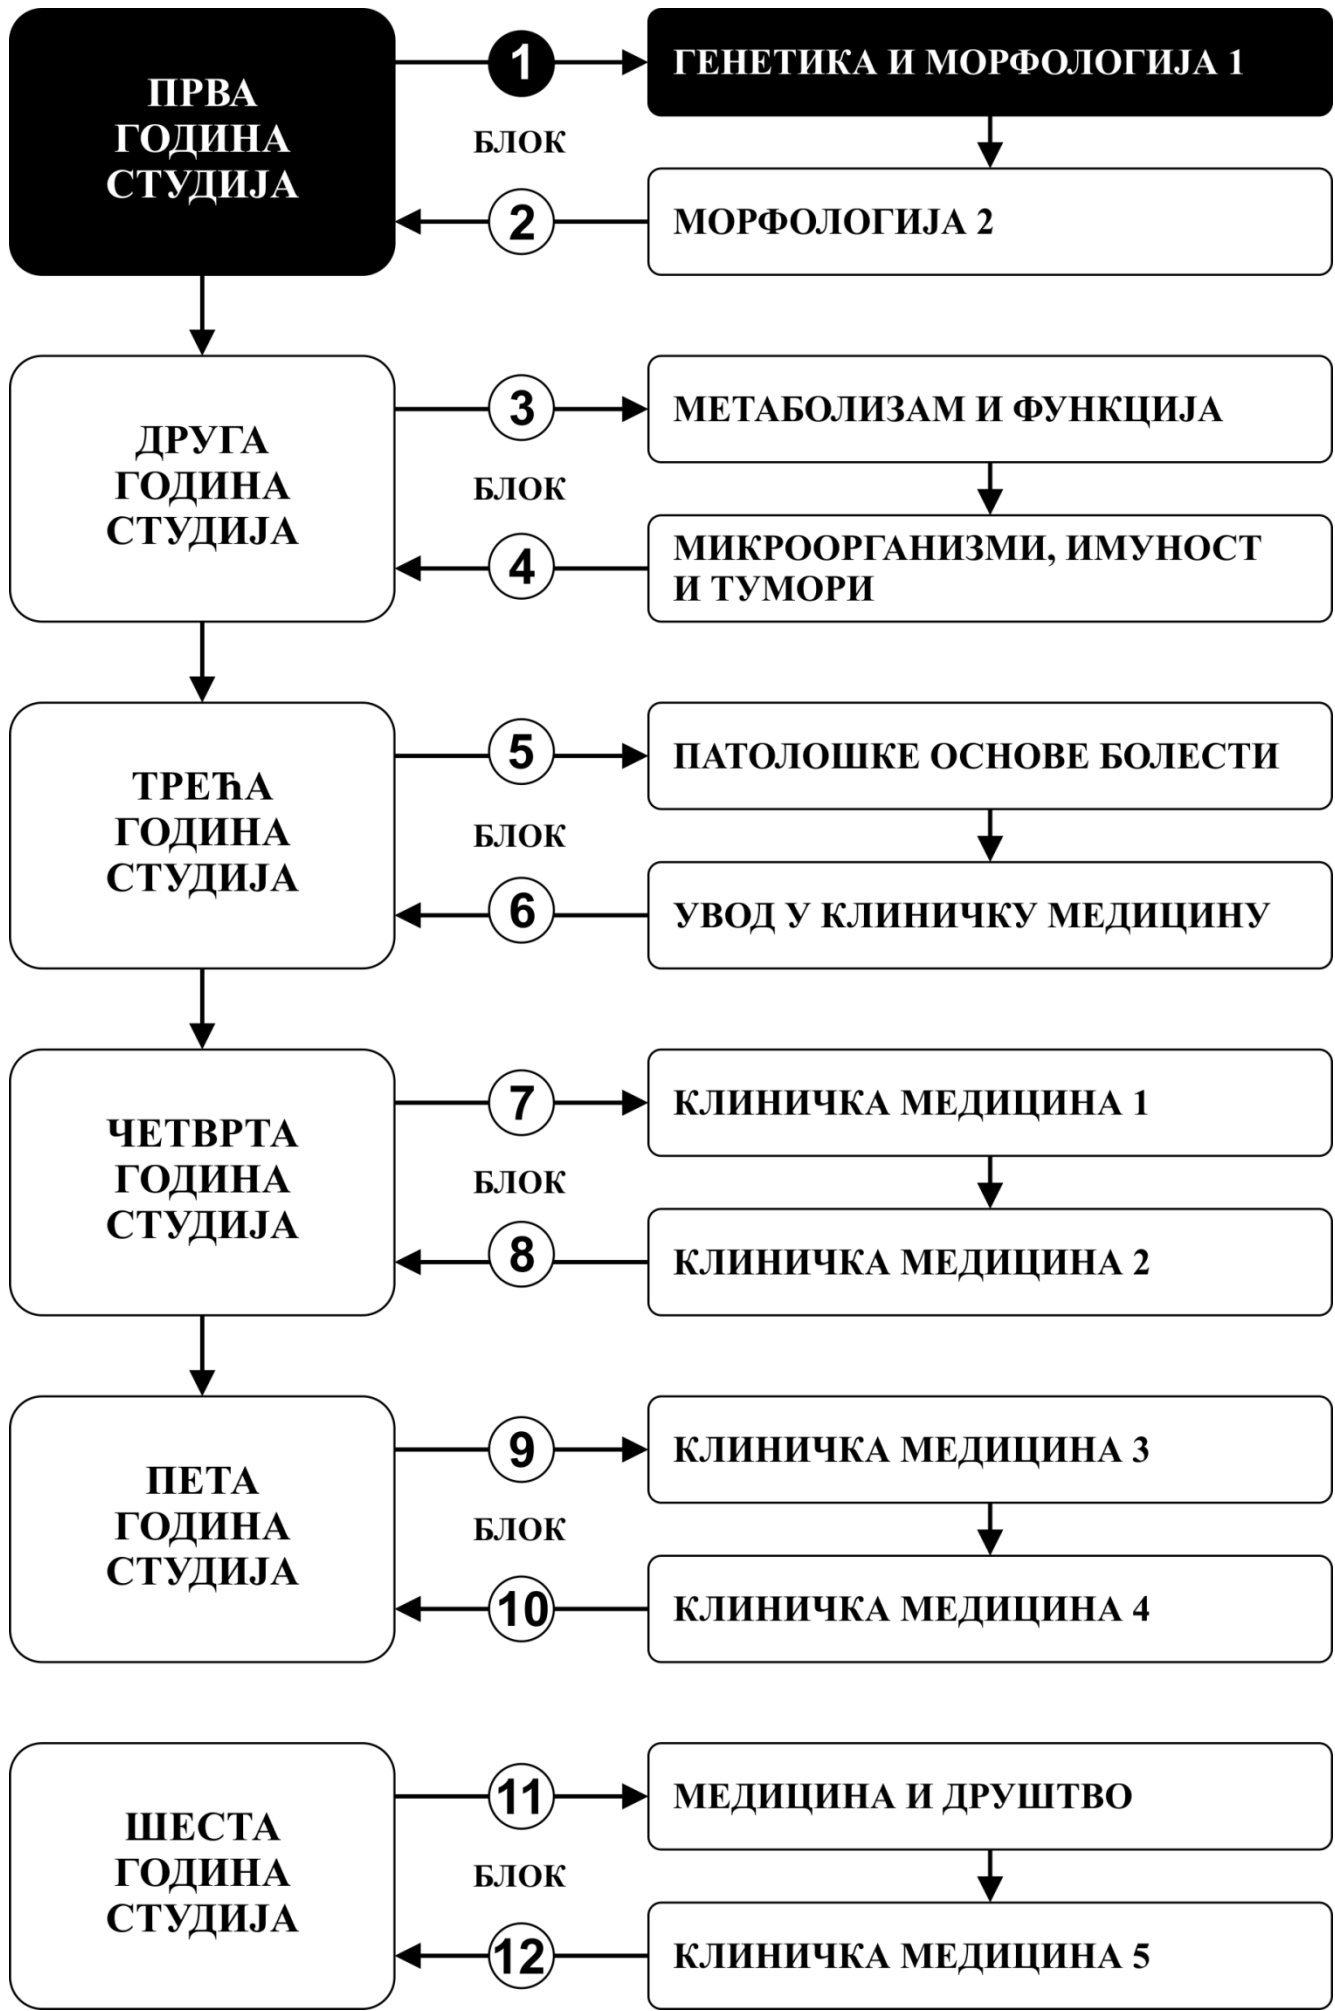 ПРВА
ГОДИНА
СТУДИЈА
1
БЛОК
2
ГЕНЕТИКА И МОРФОЛОГИЈА 1
МОРФОЛОГИЈА 2
ДРУГА
ГОДИНА
СТУДИЈА
3
БЛОК
4
МЕТАБОЛИЗАМ И ФУНКЦИЈА
МИКРООРГАНИЗМИ, ИМУНОСТ
И ТУМОРИ
ТРЕЋА
ГОДИНА
СТУДИЈА
5
БЛОК
6
ПАТОЛОШКЕ ОСНОВЕ БОЛЕСТИ
УВОД У КЛИНИЧКУ МЕДИЦИНУ
ЧЕТВРТА
ГОДИНА
СТУДИЈА
7
БЛОК
8
КЛИНИЧКА МЕДИЦИНА 1
КЛИНИЧКА МЕДИЦИНА 2
ПЕТА
ГОДИНА
СТУДИЈА
9
БЛОК
10
КЛИНИЧКА МЕДИЦИНА 3
КЛИНИЧКА МЕДИЦИНА 4
ШЕСТА
ГОДИНА
СТУДИЈА
11
БЛОК
12
МЕДИЦИНА И ДРУШТВО
КЛИНИЧКА МЕДИЦИНА 5